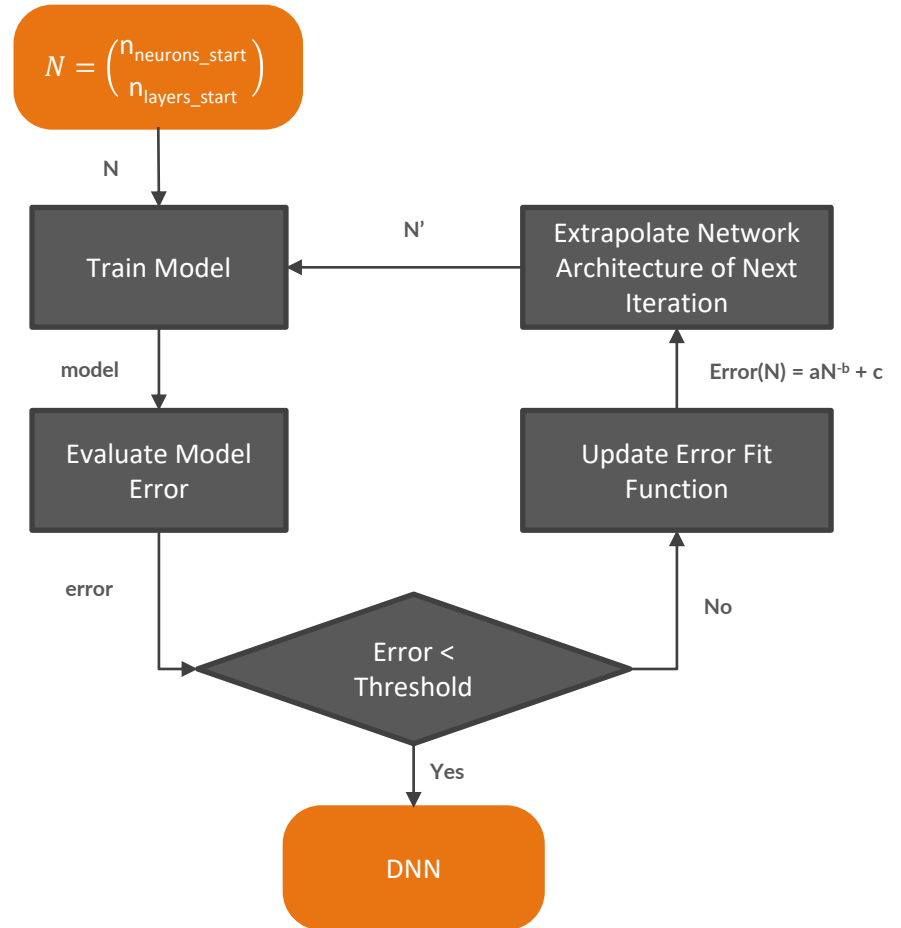 N = (n_neurons_start
n_layers_start)
N
Train Model
N’
Extrapolate Network
Architecture of Next
Iteration
model
Error(N) = aN^-b + c
Evaluate Model
Error
Update Error Fit
Function
error
No
Error <
Threshold
Yes
DNN